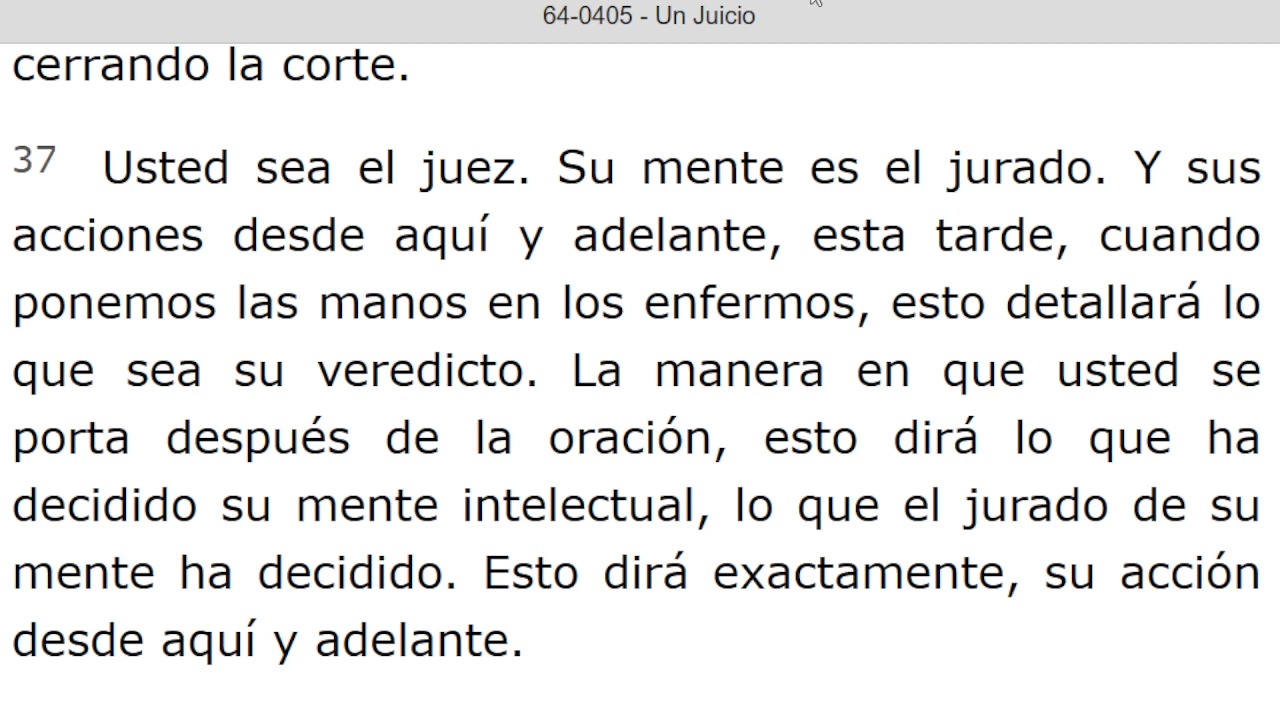 64-0405 - Un Juicio
cerrando la corte.
37 Usted sea el juez. Su mente es el jurado. Y sus
acciones desde aquí y adelante, esta tarde, cuando
ponemos las manos en los enfermos, esto detallará lo
que sea su veredicto. La manera en que usted se
porta después de la oración, esto dirá lo que ha
decidido su mente intelectual, lo que el jurado de su
mente ha decidido. Esto dirá exactamente, su acción
desde aquí y adelante.